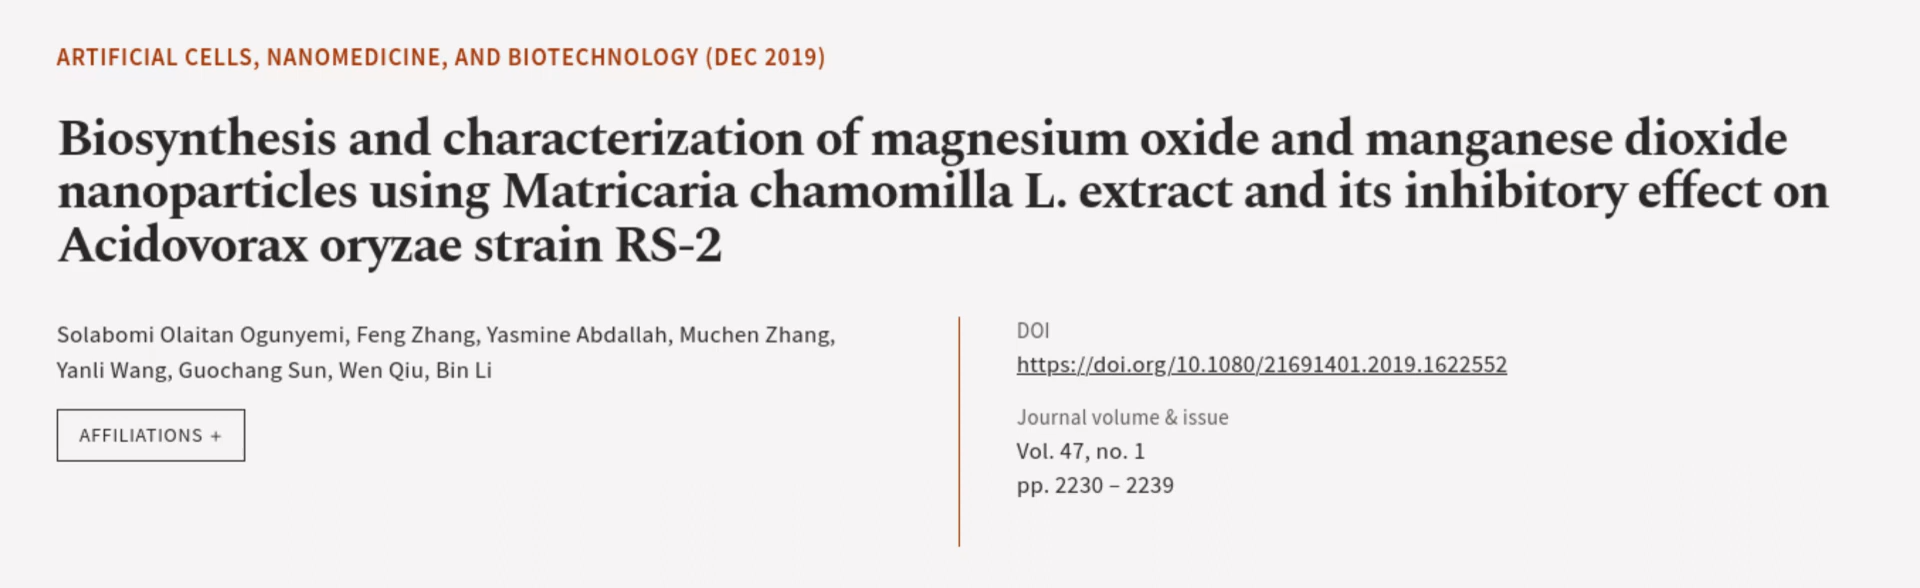 ARTIFICIAL CELLS, NANOMEDICINE, AND BIOTECHNOLOGY (DEC 2019)
Biosynthesis and characterization of magnesium oxide and manganese dioxide
nanoparticles using Matricaria chamomilla L. extract and its inhibitory effect on
Acidovorax oryzae strain RS-2
Solabomi Olaitan Ogunyemi, Feng Zhang, Yasmine Abdallah, Muchen Zhang,
Yanli Wang, Guochang Sun, Wen Qiu, Bin Li
AFFILIATIONS +
DOI
https://doi.org/10.1080/21691401.2019.1622552
Journal volume & issue
Vol. 47, no. 1
pp. 2230 – 2239